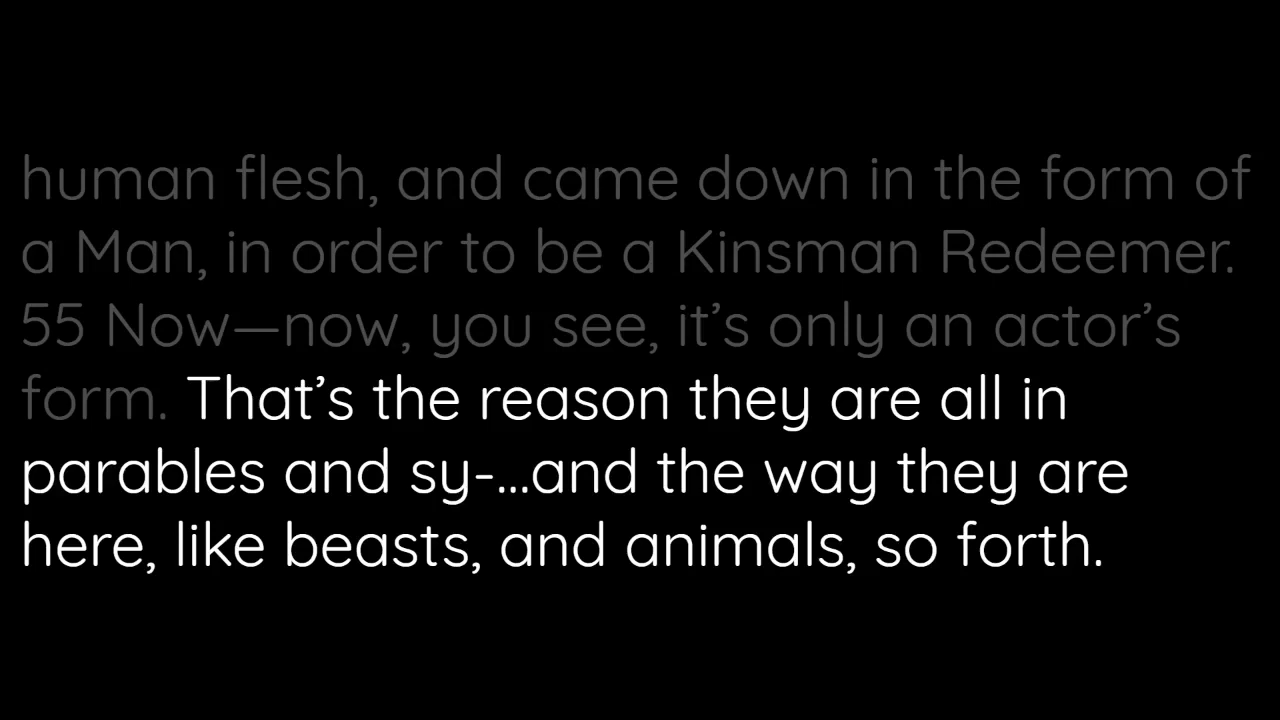 human flesh, and came down in the form of
a Man, in order to be a Kinsman Redeemer.
55 Now—now, you see, it’s only an actor’s
form. That’s the reason they are all in
parables and sy-...and the way they are
here, like beasts, and animals, so forth.